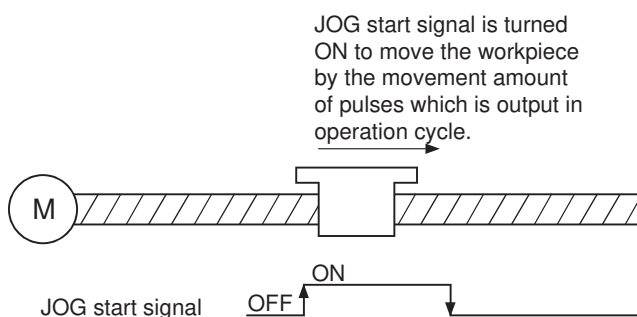 JOG start signal is turned
ON to move the workpiece
by the movement amount
of pulses which is output in
operation cycle.
M
ON
JOG start signal OFF